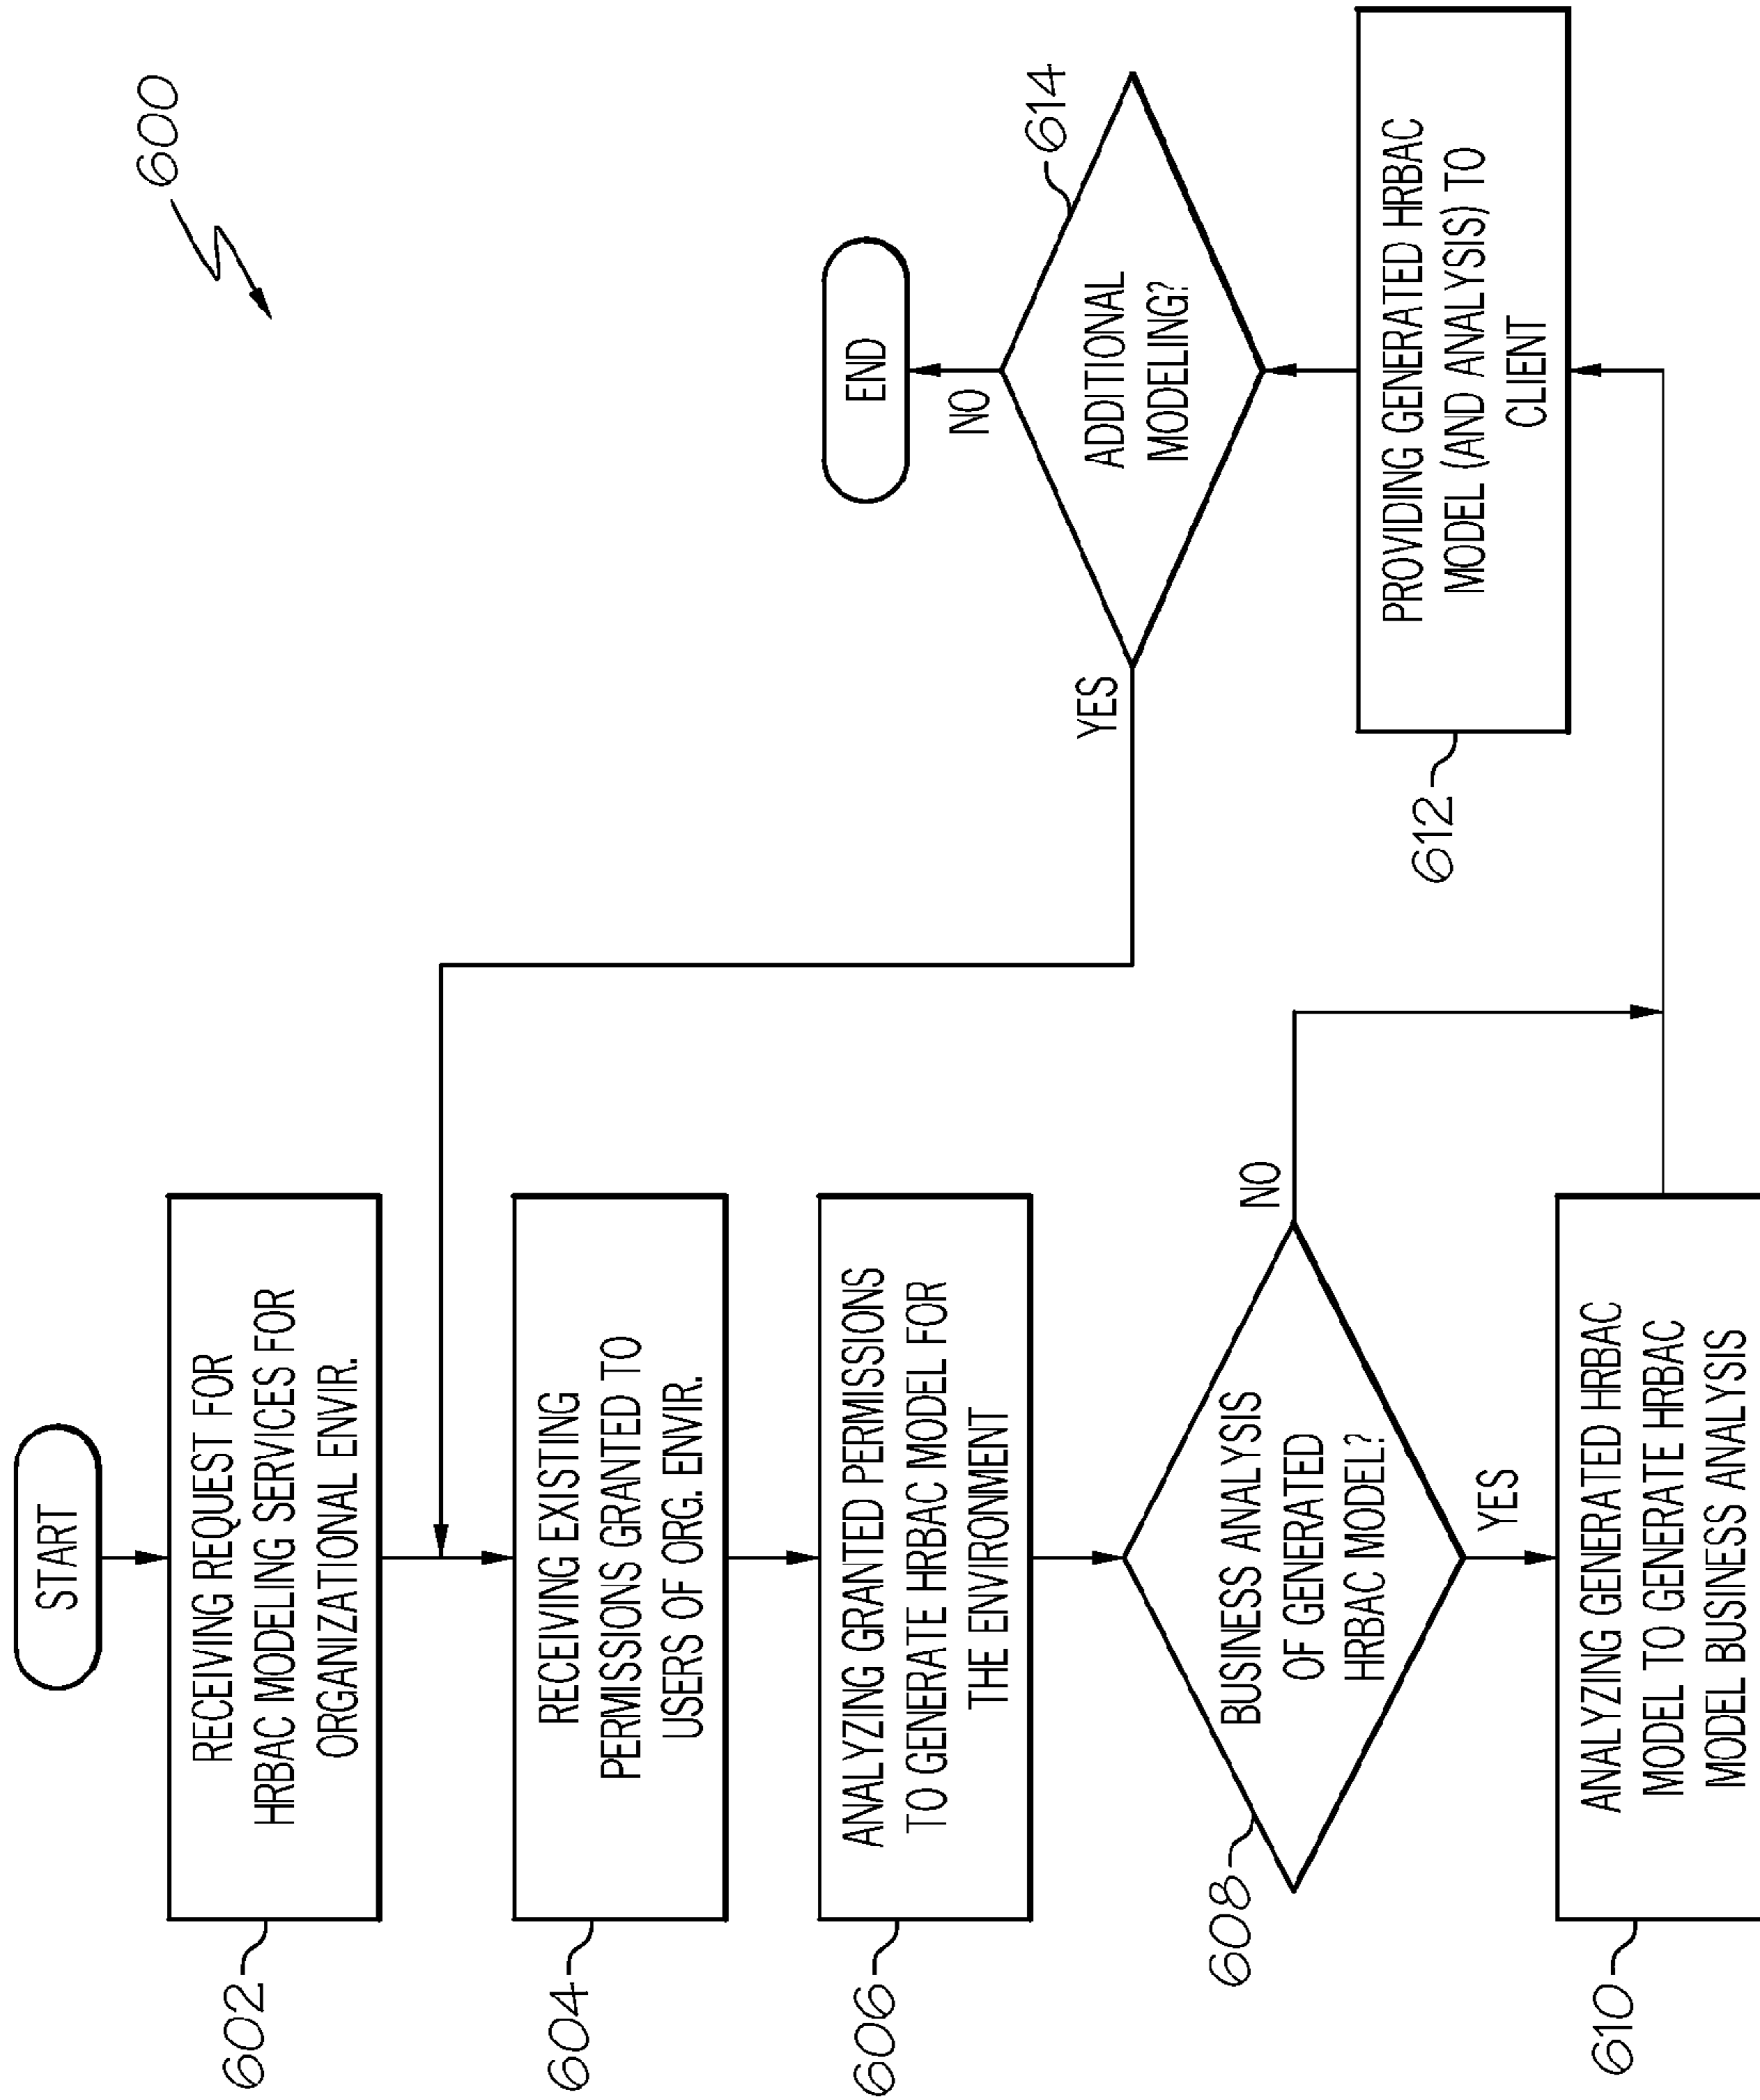 600
START
RECEIVING REQUEST FOR
HRBAC MODELING SERVICES FOR
ORGANIZATIONAL ENVIR.
602
RECEIVING EXISTING
PERMISSIONS GRANTED TO
USERS OF ORG. ENVIR.
604
ANALYZING GRANTED PERMISSIONS
TO GENERATE HRBAC MODEL FOR
THE ENVIRONMENT
606
BUSINESS ANALYSIS
OF GENERATED
HRBAC MODEL?
608
NO
YES
ANALYZING GENERATED HRBAC
MODEL TO GENERATE HRBAC
MODEL BUSINESS ANALYSIS
610
PROVIDING GENERATED HRBAC
MODEL (AND ANALYSIS) TO
CLIENT
612
ADDITIONAL
MODELING?
614
YES
NO
END